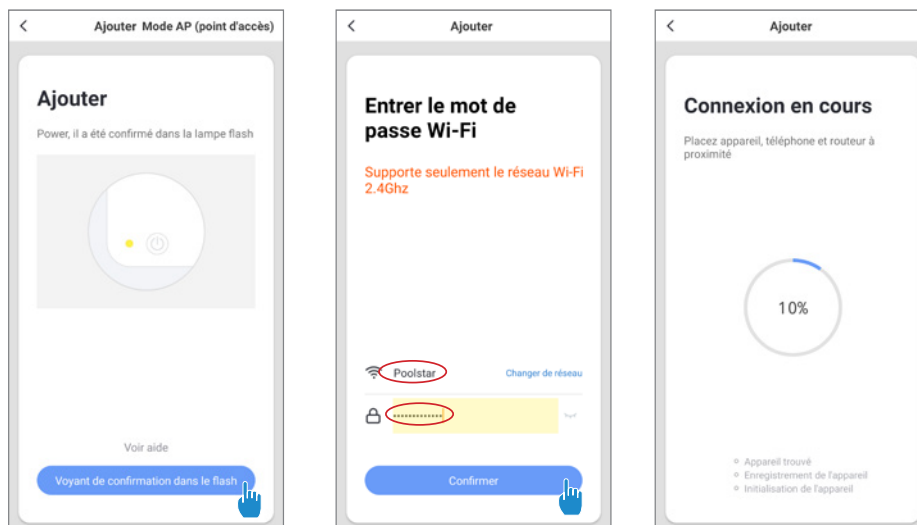 Ajouter Mode AP (point d'accès)
Ajouter
Power, il a été confirmé dans la lampe flash
Voir aide
Voyant de confirmation dans le flash
Ajouter
Entrer le mot de
passe Wi-Fi
Supporte seulement le réseau Wi-Fi
2.4Ghz
Poolstar
Changer de réseau
Confirmer
Ajouter
Connexion en cours
Placez appareil, téléphone et routeur à
proximité
10%
Appareil trouvé
Enregistrement de l'appareil
Initialisation de l'appareil